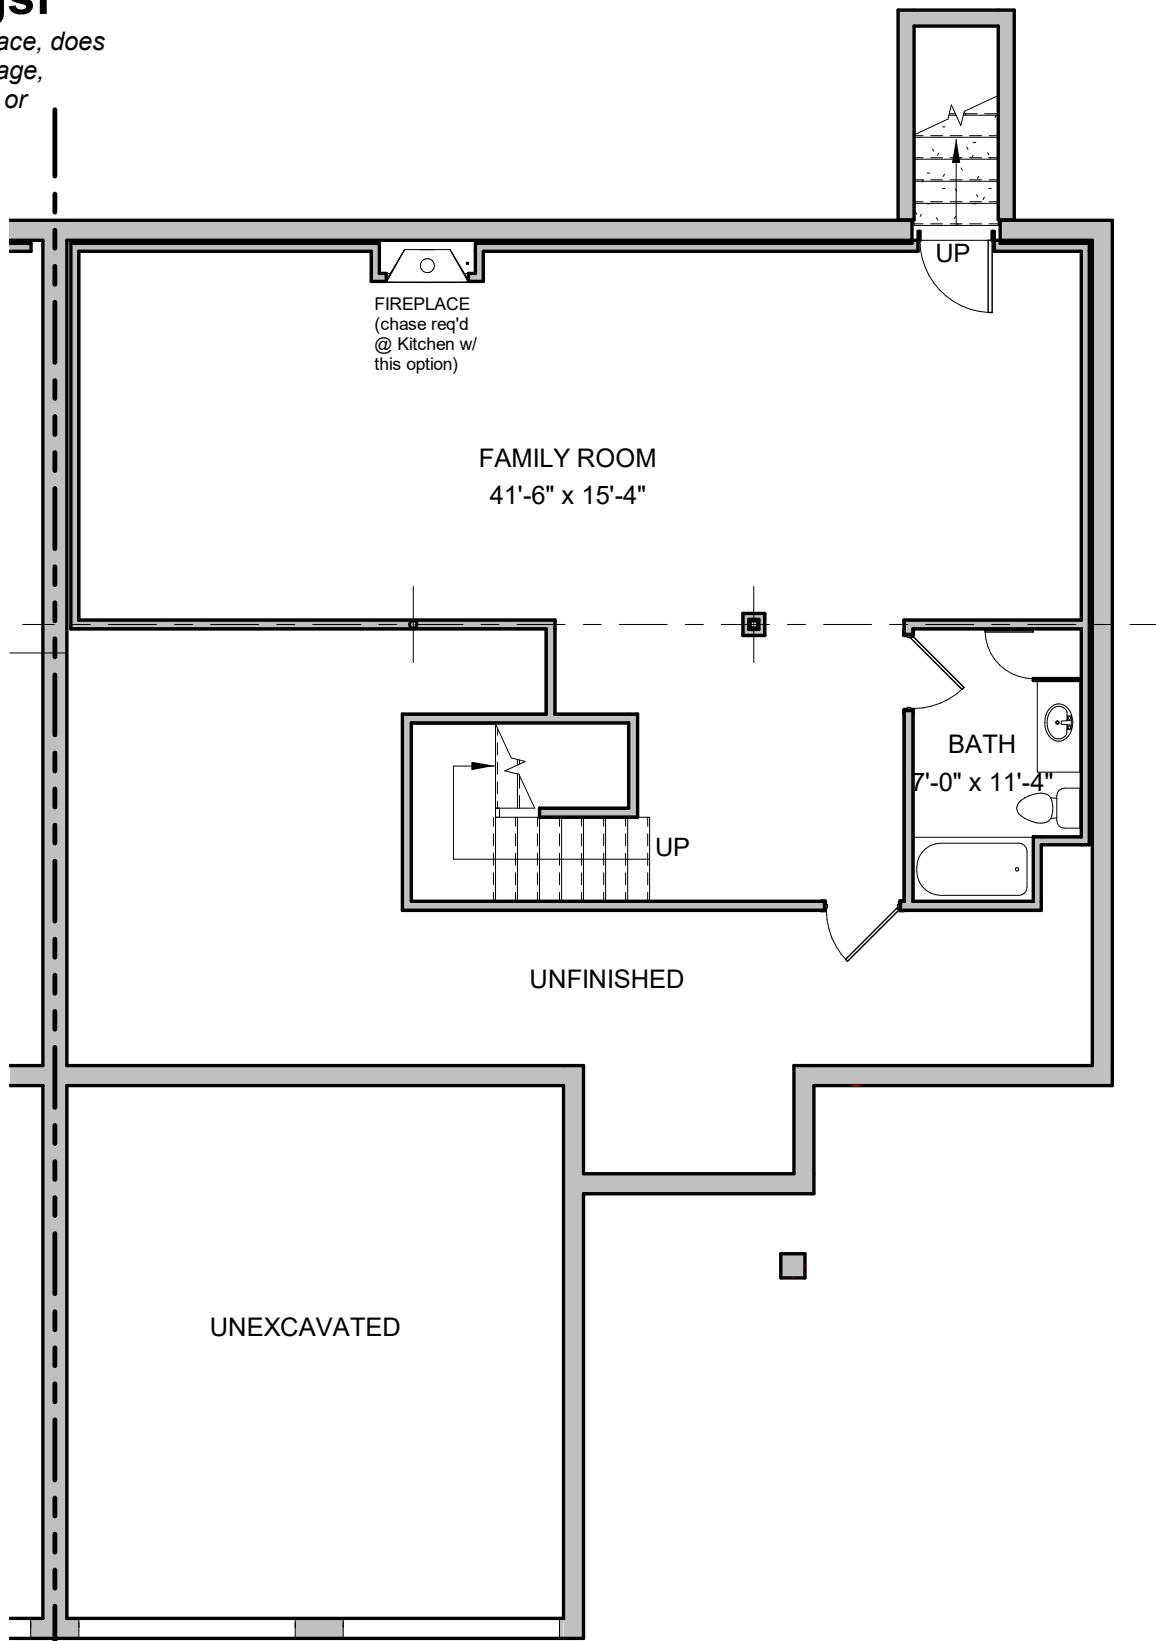 ace, does
age,
or
UP
FIREPLACE
(chase req'd
@ Kitchen w/
this option)
FAMILY ROOM
41'-6" x 15'-4"
BATH
7'-0" x 11'-4"
UP
UNFINISHED
UNEXCAVATED